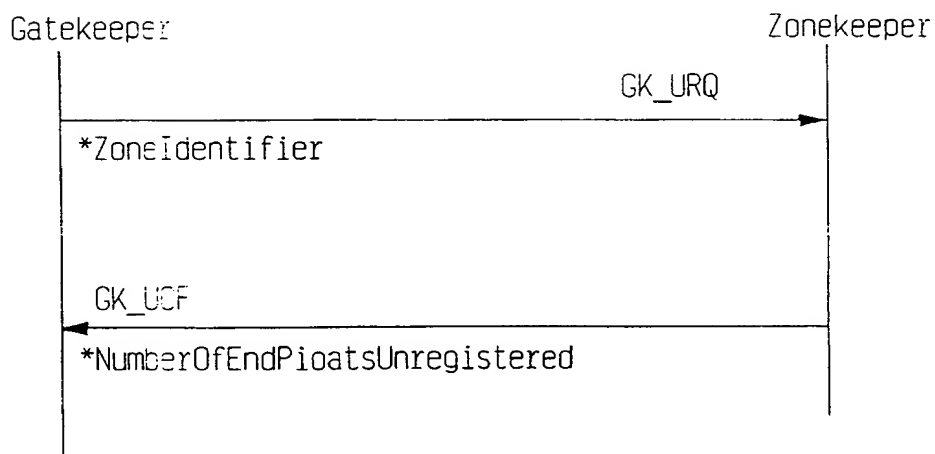 Gatekeeper
Zonekeeper
GK_URQ
*ZoneIdentifier
GK_UCF
*NumberOfEndPioatsUnregistered